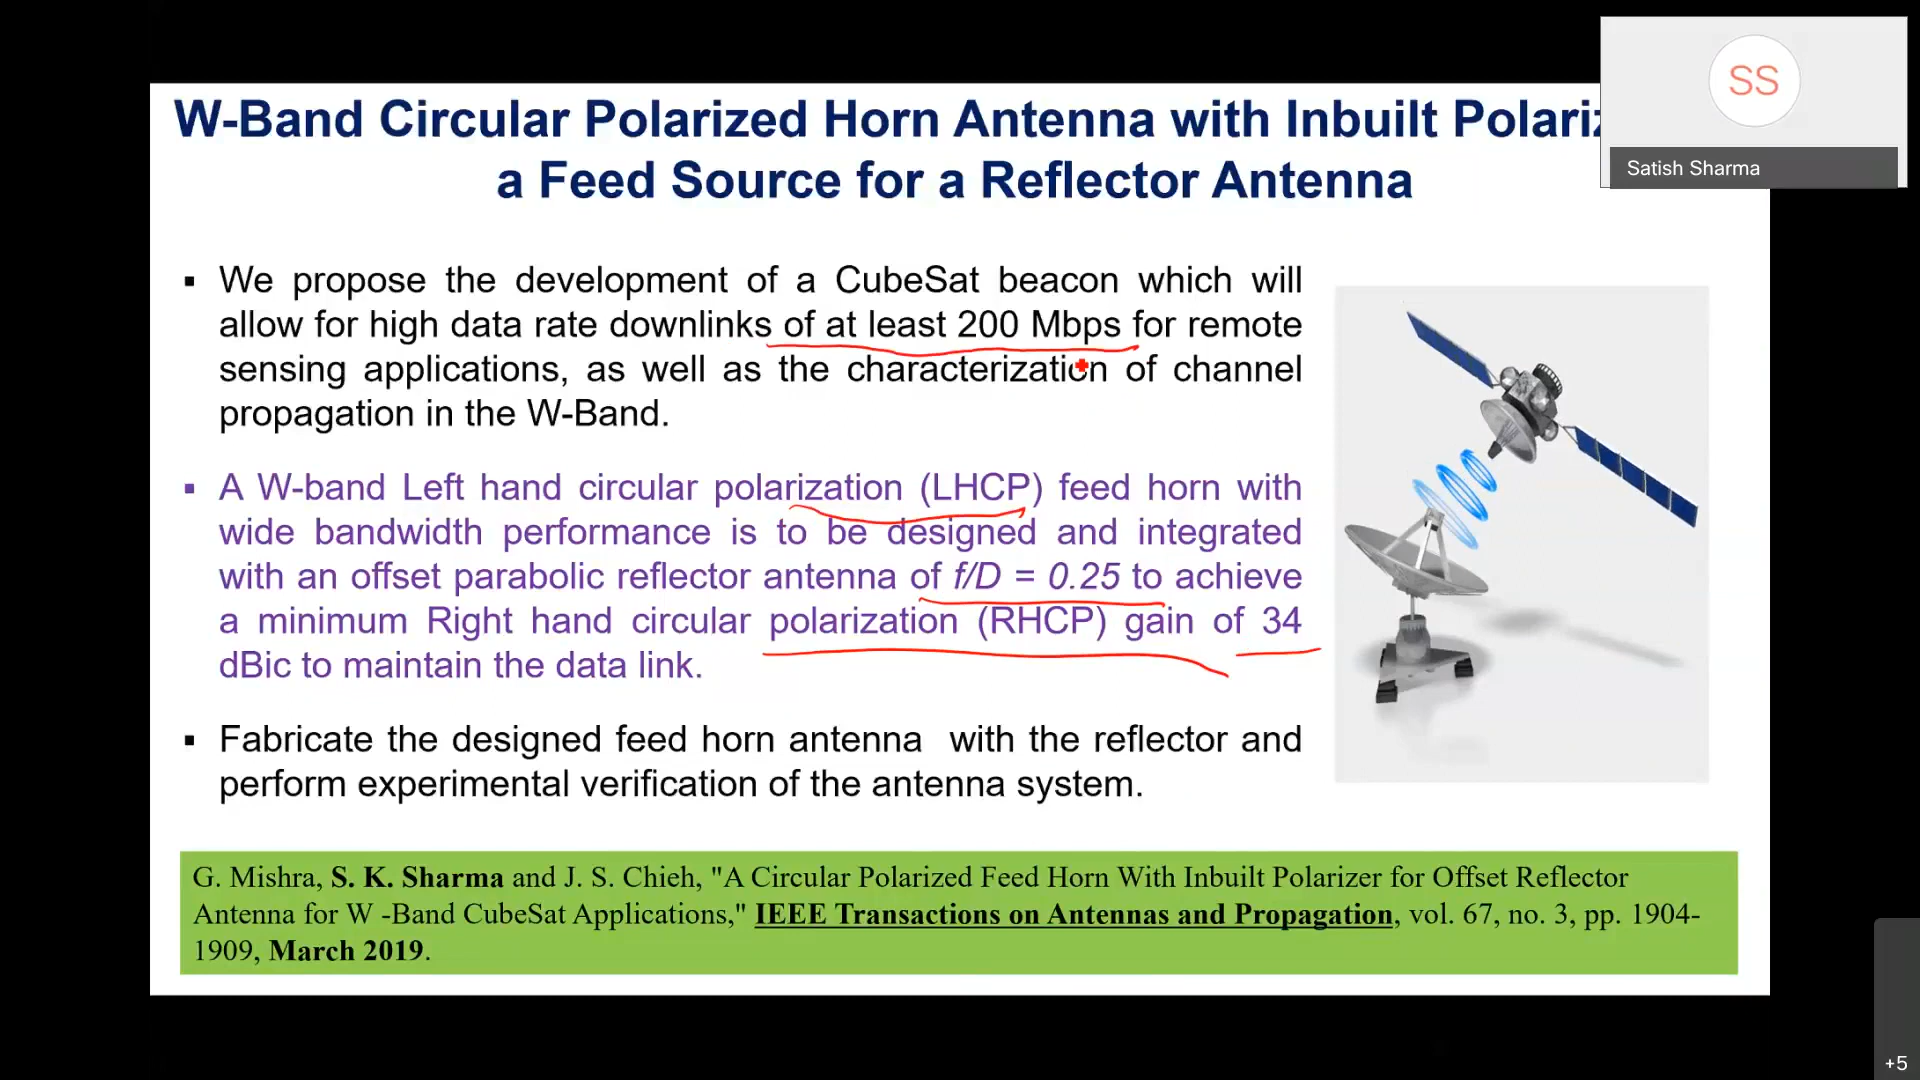 W-Band Circular Polarized Horn Antenna with Inbuilt
a Feed Source for a Reflector Antenna
SS
Satish Sharma
▪ We propose the development of a CubeSat beacon which will
allow for high data rate downlinks of at least 200 Mbps for remote
sensing applications, as well as the characterization of channel
propagation in the W-Band.
▪ A W-band Left hand circular polarization (LHCP) feed horn with
wide bandwidth performance is to be designed and integrated
with an offset parabolic reflector antenna of f/D = 0.25 to achieve
a minimum Right hand circular polarization (RHCP) gain of 34
dBic to maintain the data link.
▪ Fabricate the designed feed horn antenna with the reflector and
perform experimental verification of the antenna system.
G. Mishra, S. K. Sharma and J. S. Chieh, "A Circular Polarized Feed Horn With Inbuilt Polarizer for Offset Reflector
Antenna for W -Band CubeSat Applications," IEEE Transactions on Antennas and Propagation, vol. 67, no. 3, pp. 1904-
1909, March 2019.
+5